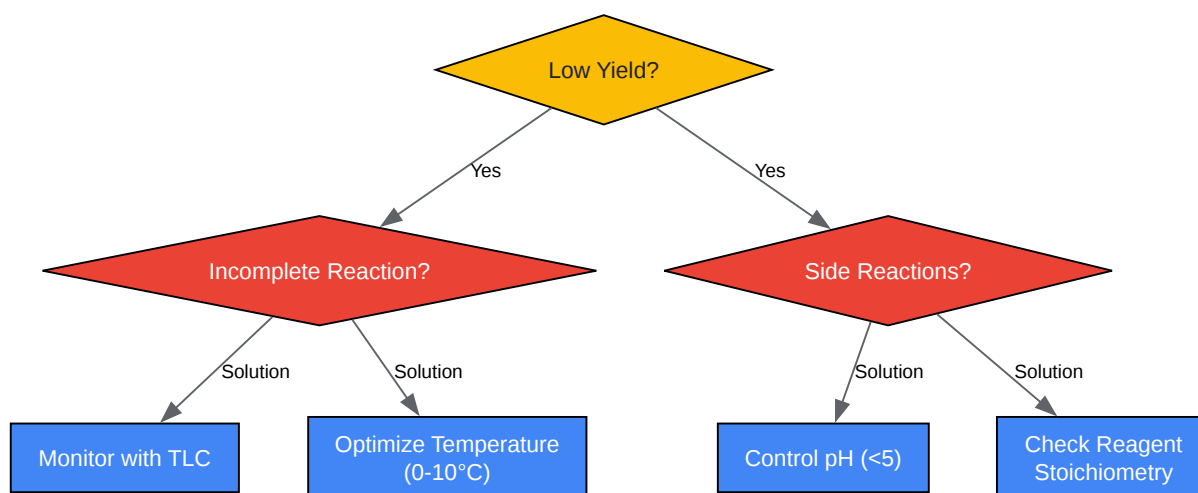 Low Yield?
Yes
Yes
Incomplete Reaction?
Side Reactions?
Solution
Solution
Solution
Solution
Monitor with TLC
Optimize Temperature
(0-10°C)
Control pH (<5)
Check Reagent
Stoichiometry